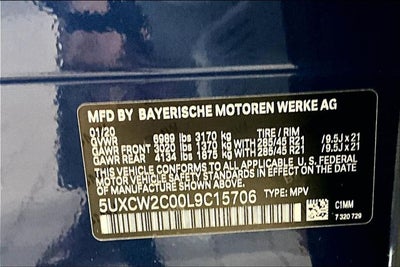 MFD BY BAYERISCHE MOTOREN WERKE AG
01/20 6989 lbs 3170 kg TIRE / RIM
GVWR
GAWR FRONT 3020 lbs 1370 kg WITH 285/45 R21 /9.5J x 21
GAWR REAR 4134 lbs 1875 kg WITH 285/45 R21 /9.5J x 21
THIS VEHICLE CONFORMS TO ALL APPLICABLE U. S. FEDERAL
MOTOR VEHICLE SAFETY STANDARDS IN EFFECT ON THE
DATE OF MANUFACTURE SHOWN ABOVE.
5UXCW2C00L9C15706 TYPE: MPV
C1MM
7 320 729